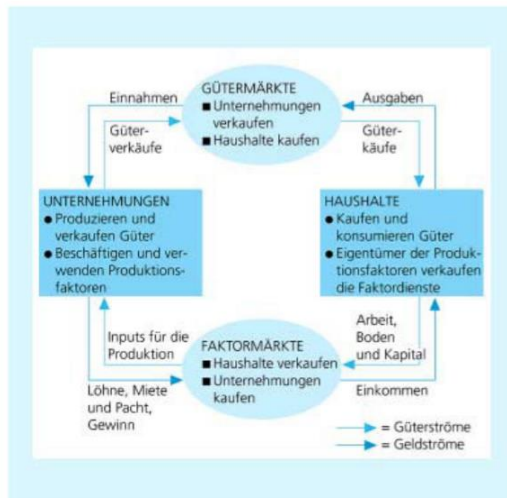 GÜTERMÄRKTE
■ Unternehmungen
verkaufen
■ Haushalte kaufen
Einnahmen
Ausgaben
Güter-
verkäufe
Güter-
käufe
UNTERNEHMUNGEN
● Produzieren und
verkaufen Güter
● Beschäftigen und ver-
wenden Produktions-
faktoren
HAUSHALTE
● Kaufen und
konsumieren Güter
● Eigentümer der Produk-
tionsfaktoren verkaufen
die Faktordienste
Inputs für die
Produktion
Arbeit,
Boden
und Kapital
FAKTORMÄRKTE
■ Haushalte verkaufen
■ Unternehmungen
kaufen
Löhne, Miete
und Pacht,
Gewinn
Einkommen
= Güterströme
= Geldströme